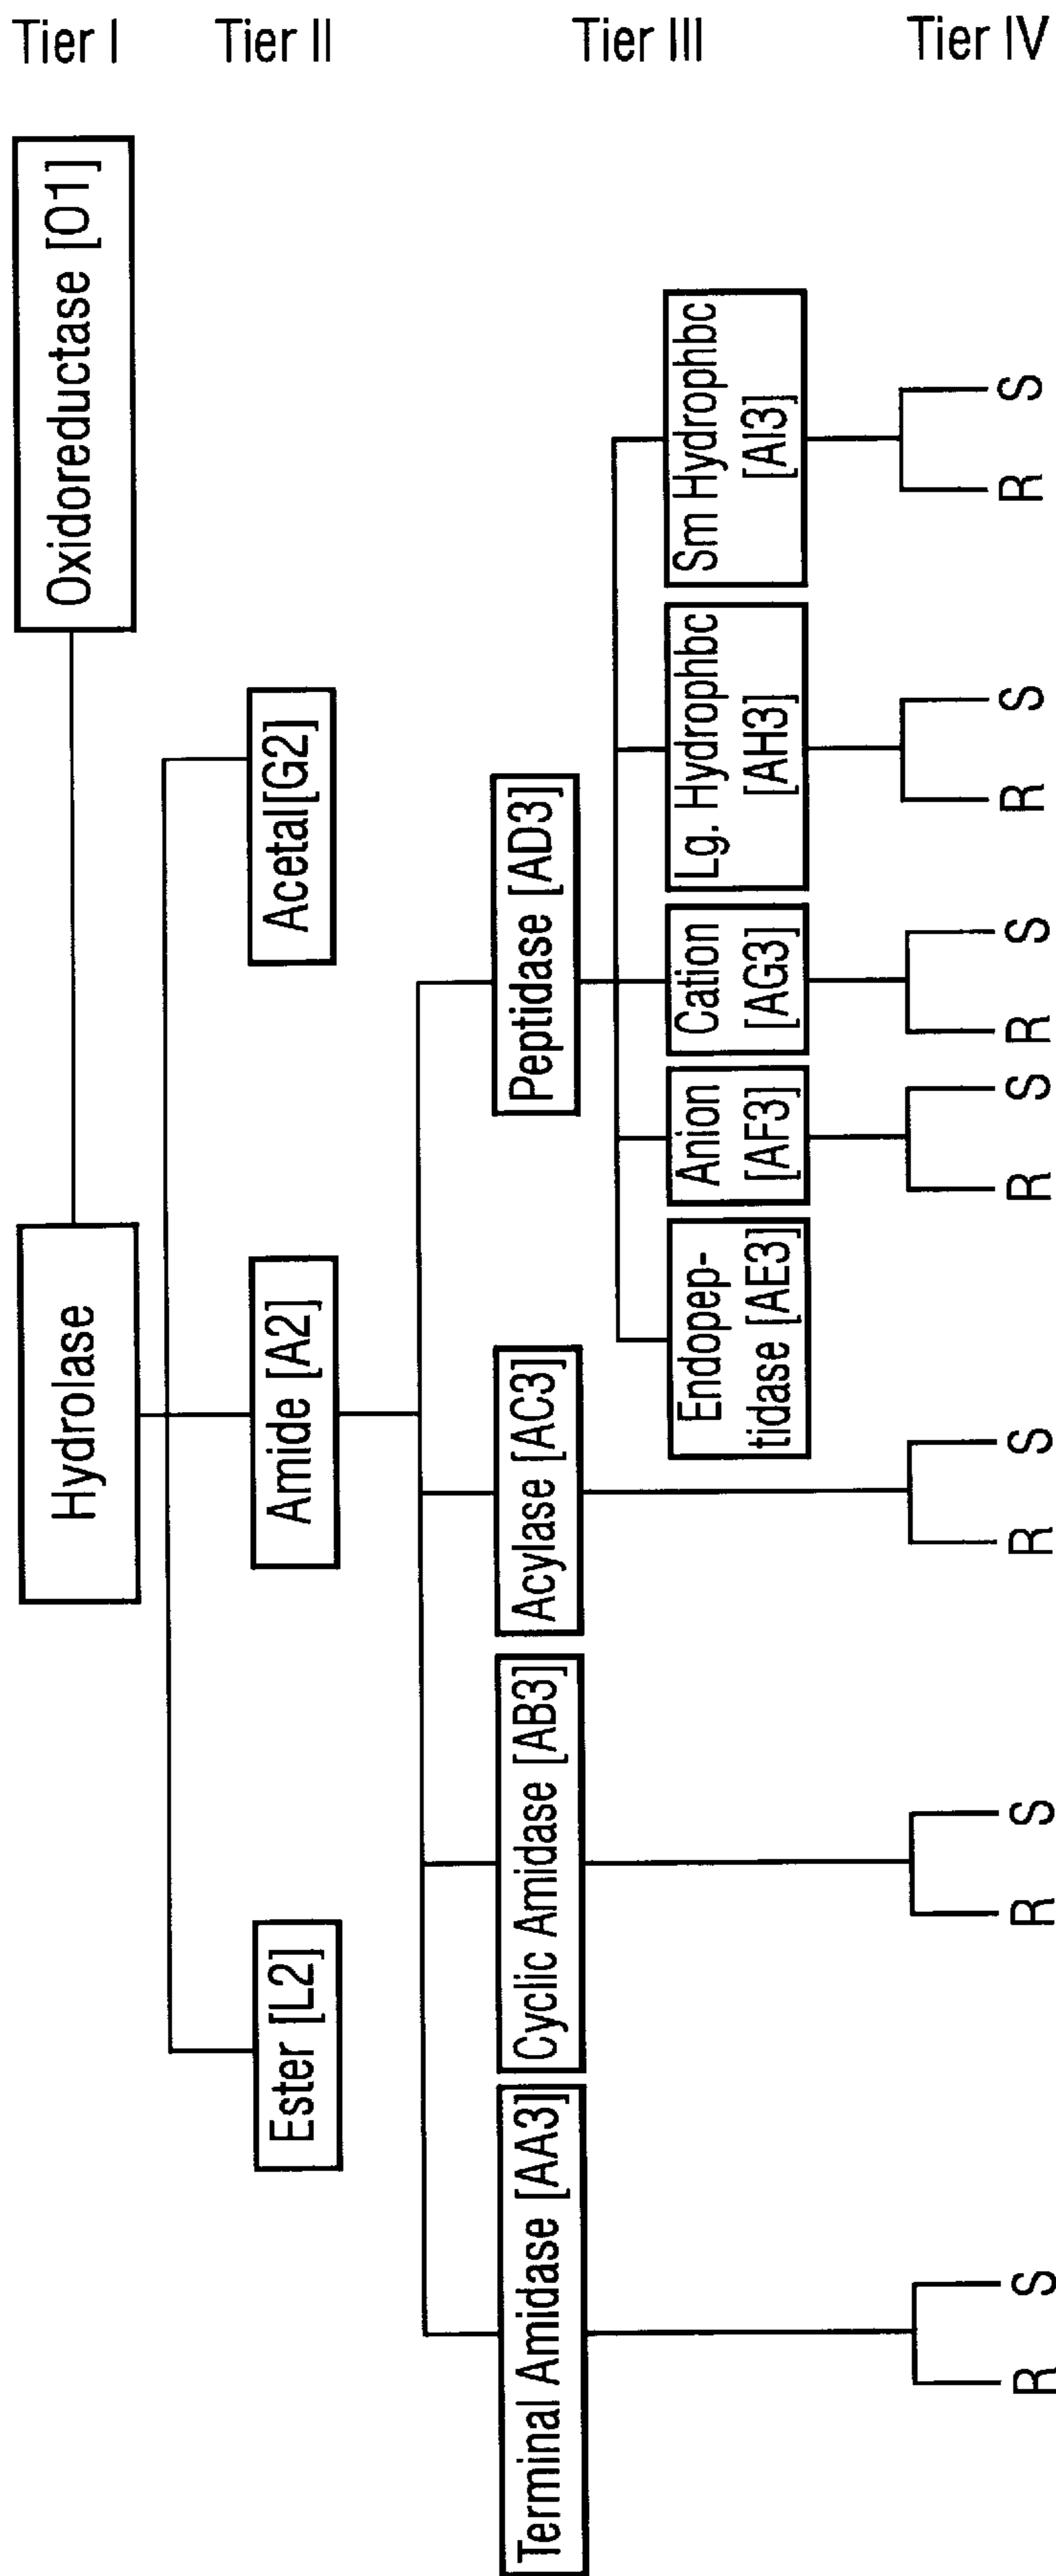 Hydrolase
Oxidoreductase [O1]
Tier I
Ester [L2]
Amide [A2]
Acetal[G2]
Tier II
Terminal Amidase [AA3]
Cyclic Amidase [AB3]
Acylase [AC3]
Peptidase [AD3]
Tier III
Endopep-
tidase [AE3]
Anion
[AF3]
Cation
[AG3]
Lg. Hydrophbc
[AH3]
Sm Hydrophbc
[AI3]
R S
R S
R S
R S
R S
R S
R S
Tier IV